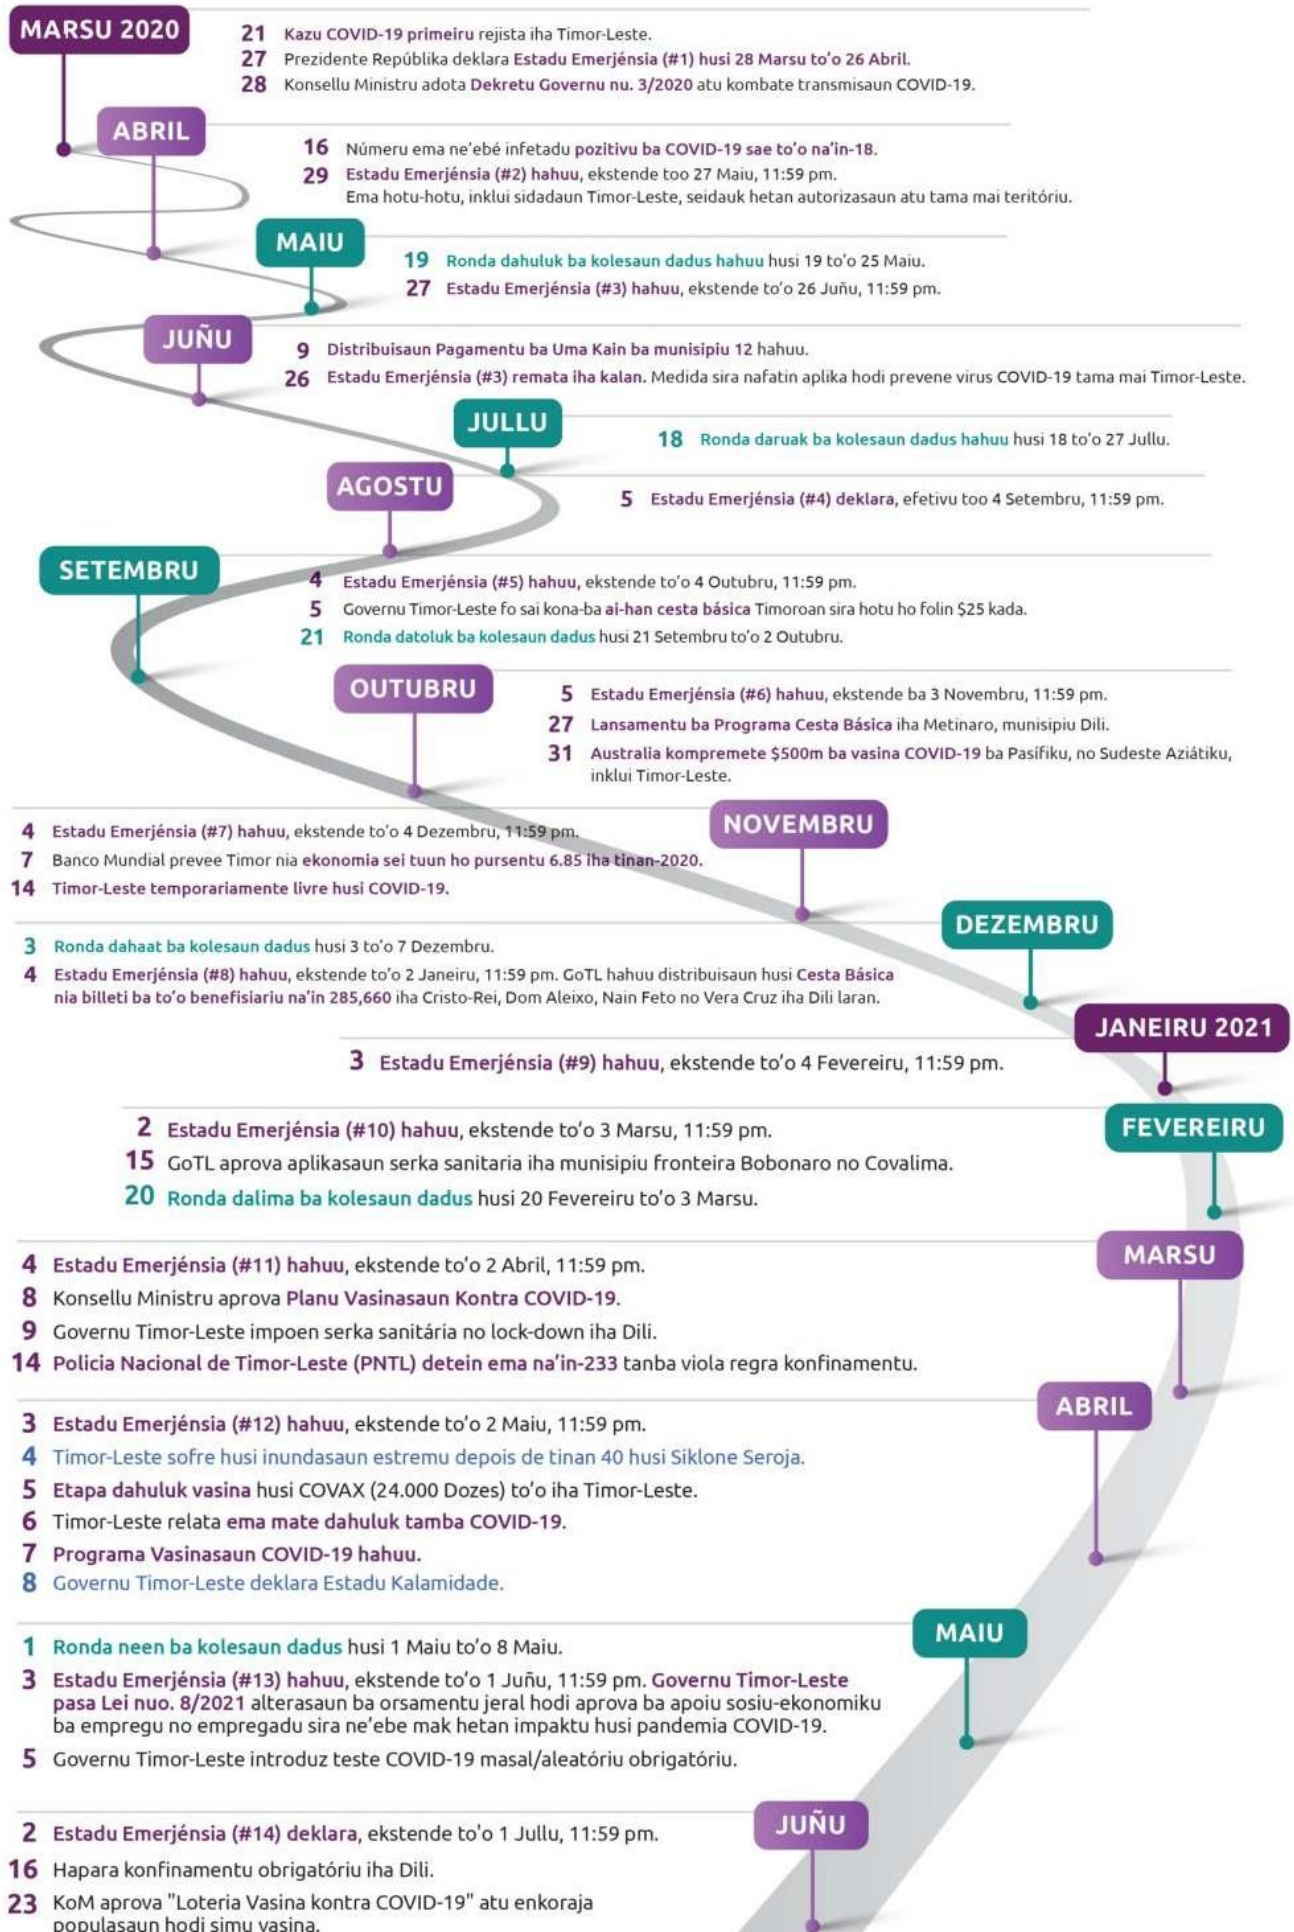 MARSU 2020
21 Kazu COVID-19 primeiru rejista iha Timor-Leste.
27 Prezidente Repúblika deklara Estadu Emerjénsia (#1) husi 28 Marsu to'o 26 Abril.
28 Konsellu Ministru adota Dekretu Governu nu. 3/2020 atu kombate transmisaun COVID-19.
ABRIL
16 Númeru ema ne'ebé infetadu pozitivu ba COVID-19 sae to'o na'in-18.
29 Estadu Emerjénsia (#2) hahuu, ekstende too 27 Maiu, 11:59 pm.
Ema hotu-hotu, inklui sidadaun Timor-Leste, seidauk hetan autorizasaun atu tama mai teritóriu.
MAIU
19 Ronda dahuluk ba kolesaun dadus hahuu husi 19 to'o 25 Maiu.
27 Estadu Emerjénsia (#3) hahuu, ekstende to'o 26 Juñu, 11:59 pm.
JUÑU
9 Distribuisaun Pagamentu ba Uma Kain ba munisipiu 12 hahuu.
26 Estadu Emerjénsia (#3) remata iha kalan. Medida sira nafatin aplika hodi prevene virus COVID-19 tama mai Timor-Leste.
JULLU
18 Ronda daruak ba kolesaun dadus hahuu husi 18 to'o 27 Jullu.
AGOSTU
5 Estadu Emerjénsia (#4) deklara, efetivu too 4 Setembru, 11:59 pm.
SETEMBRU
4 Estadu Emerjénsia (#5) hahuu, ekstende to'o 4 Outubru, 11:59 pm.
5 Governu Timor-Leste fo sai kona-ba ai-han cesta básica Timoroan sira hotu ho folin $25 kada.
21 Ronda datoluk ba kolesaun dadus husi 21 Setembru to'o 2 Outubru.
OUTUBRU
5 Estadu Emerjénsia (#6) hahuu, ekstende ba 3 Novembru, 11:59 pm.
27 Lansamentu ba Programa Cesta Básica iha Metinaro, munisipiu Dili.
31 Australia kompremete $500m ba vasina COVID-19 ba Pasífiku, no Sudeste Aziátiku,
inklui Timor-Leste.
NOVEMBRU
4 Estadu Emerjénsia (#7) hahuu, ekstende to'o 4 Dezembru, 11:59 pm.
7 Banco Mundial prevee Timor nia ekonomia sei tuun ho pursentu 6.85 iha tinan-2020.
14 Timor-Leste temporariamente livre husi COVID-19.
DEZEMBRU
3 Ronda dahaat ba kolesaun dadus husi 3 to'o 7 Dezembru.
4 Estadu Emerjénsia (#8) hahuu, ekstende to'o 2 Janeiru, 11:59 pm. GoTL hahuu distribuisaun husi Cesta Básica
nia billeti ba to'o benefisiariu na'in 285,660 iha Cristo-Rei, Dom Aleixo, Nain Feto no Vera Cruz iha Dili laran.
JANEIRU 2021
3 Estadu Emerjénsia (#9) hahuu, ekstende to'o 4 Fevereiru, 11:59 pm.
FEVEREIRU
2 Estadu Emerjénsia (#10) hahuu, ekstende to'o 3 Marsu, 11:59 pm.
15 GoTL aprova aplikasaun serka sanitaria iha munisipiu fronteira Bobonaro no Covalima.
20 Ronda dalima ba kolesaun dadus husi 20 Fevereiru to'o 3 Marsu.
MARSU
4 Estadu Emerjénsia (#11) hahuu, ekstende to'o 2 Abril, 11:59 pm.
8 Konsellu Ministru aprova Planu Vasinasaun Kontra COVID-19.
9 Governu Timor-Leste impoen serka sanitária no lock-down iha Dili.
14 Policia Nacional de Timor-Leste (PNTL) detein ema na'in-233 tanba viola regra konfinamentu.
ABRIL
3 Estadu Emerjénsia (#12) hahuu, ekstende to'o 2 Maiu, 11:59 pm.
4 Timor-Leste sofre husi inundasaun estremu depois de tinan 40 husi Siklone Seroja.
5 Etapa dahuluk vasina husi COVAX (24.000 Dozes) to'o iha Timor-Leste.
6 Timor-Leste relata ema mate dahuluk tamba COVID-19.
7 Programa Vasinasaun COVID-19 hahuu.
8 Governu Timor-Leste deklara Estadu Kalamidade.
MAIU
1 Ronda neen ba kolesaun dadus husi 1 Maiu to'o 8 Maiu.
3 Estadu Emerjénsia (#13) hahuu, ekstende to'o 1 Juñu, 11:59 pm. Governu Timor-Leste
pasa Lei nuo. 8/2021 alterasaun ba orsamentu jeral hodi aprova ba apoiu sosiu-ekonomiku
ba empregu no empregadu sira ne'ebe mak hetan impaktu husi pandemia COVID-19.
5 Governu Timor-Leste introduz teste COVID-19 masal/aleatóriu obrigatóriu.
JUÑU
2 Estadu Emerjénsia (#14) deklara, ekstende to'o 1 Jullu, 11:59 pm.
16 Hapara konfinamentu obrigatóriu iha Dili.
23 KoM aprova "Loteria Vasina kontra COVID-19" atu enkoraja
populasaun hodi simu vasina.